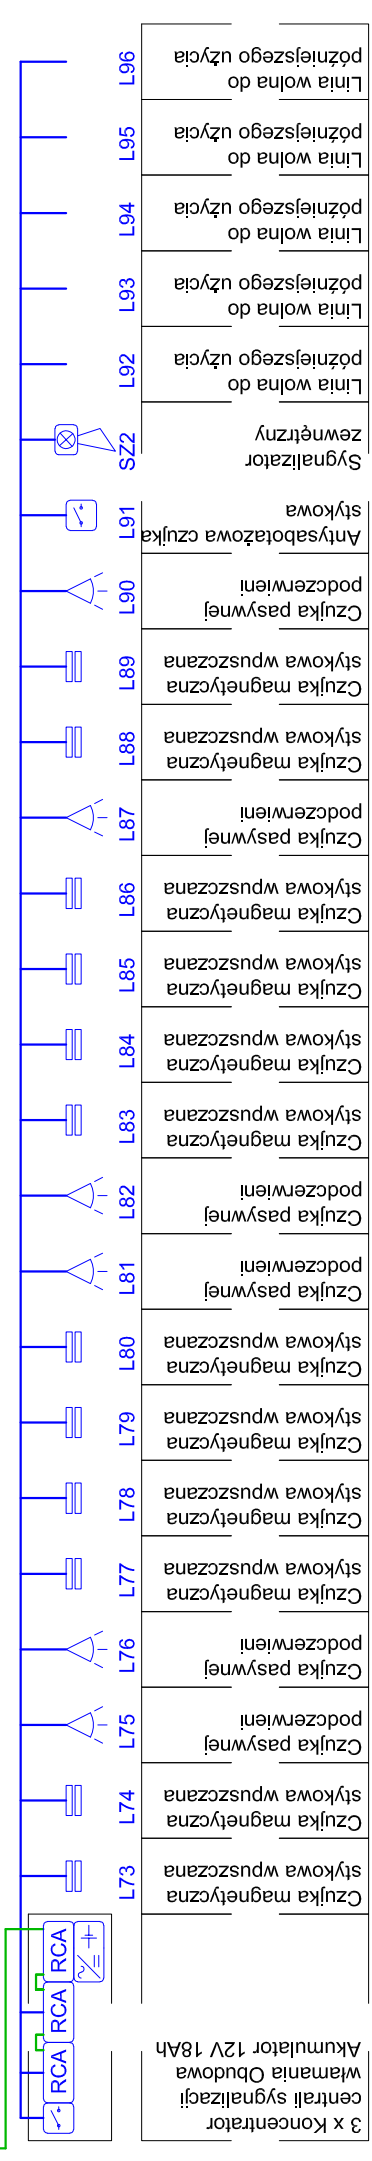 3 x Koncentrator
centrali sygnalizacji
włamania Obudowa
Akumulator 12V 18Ah
RCA
RCA
RCA
Czujka magnetyczna
stykowa wpuszczana
L73
Czujka magnetyczna
stykowa wpuszczana
L74
Czujka pasywnej
podczerwieni
L75
Czujka pasywnej
podczerwieni
L76
Czujka magnetyczna
stykowa wpuszczana
L77
Czujka magnetyczna
stykowa wpuszczana
L78
Czujka magnetyczna
stykowa wpuszczana
L79
Czujka magnetyczna
stykowa wpuszczana
L80
Czujka pasywnej
podczerwieni
L81
Czujka pasywnej
podczerwieni
L82
Czujka magnetyczna
stykowa wpuszczana
L83
Czujka magnetyczna
stykowa wpuszczana
L84
Czujka magnetyczna
stykowa wpuszczana
L85
Czujka magnetyczna
stykowa wpuszczana
L86
Czujka pasywnej
podczerwieni
L87
Czujka magnetyczna
stykowa wpuszczana
L88
Czujka magnetyczna
stykowa wpuszczana
L89
Czujka pasywnej
podczerwieni
L90
Antysabotażowa czujka
stykowa
L91
Sygnalizator
zewnętrzny
SZ2
Linia wolna do
późniejszego użycia
L92
Linia wolna do
późniejszego użycia
L93
Linia wolna do
późniejszego użycia
L94
Linia wolna do
późniejszego użycia
L95
Linia wolna do
późniejszego użycia
L96